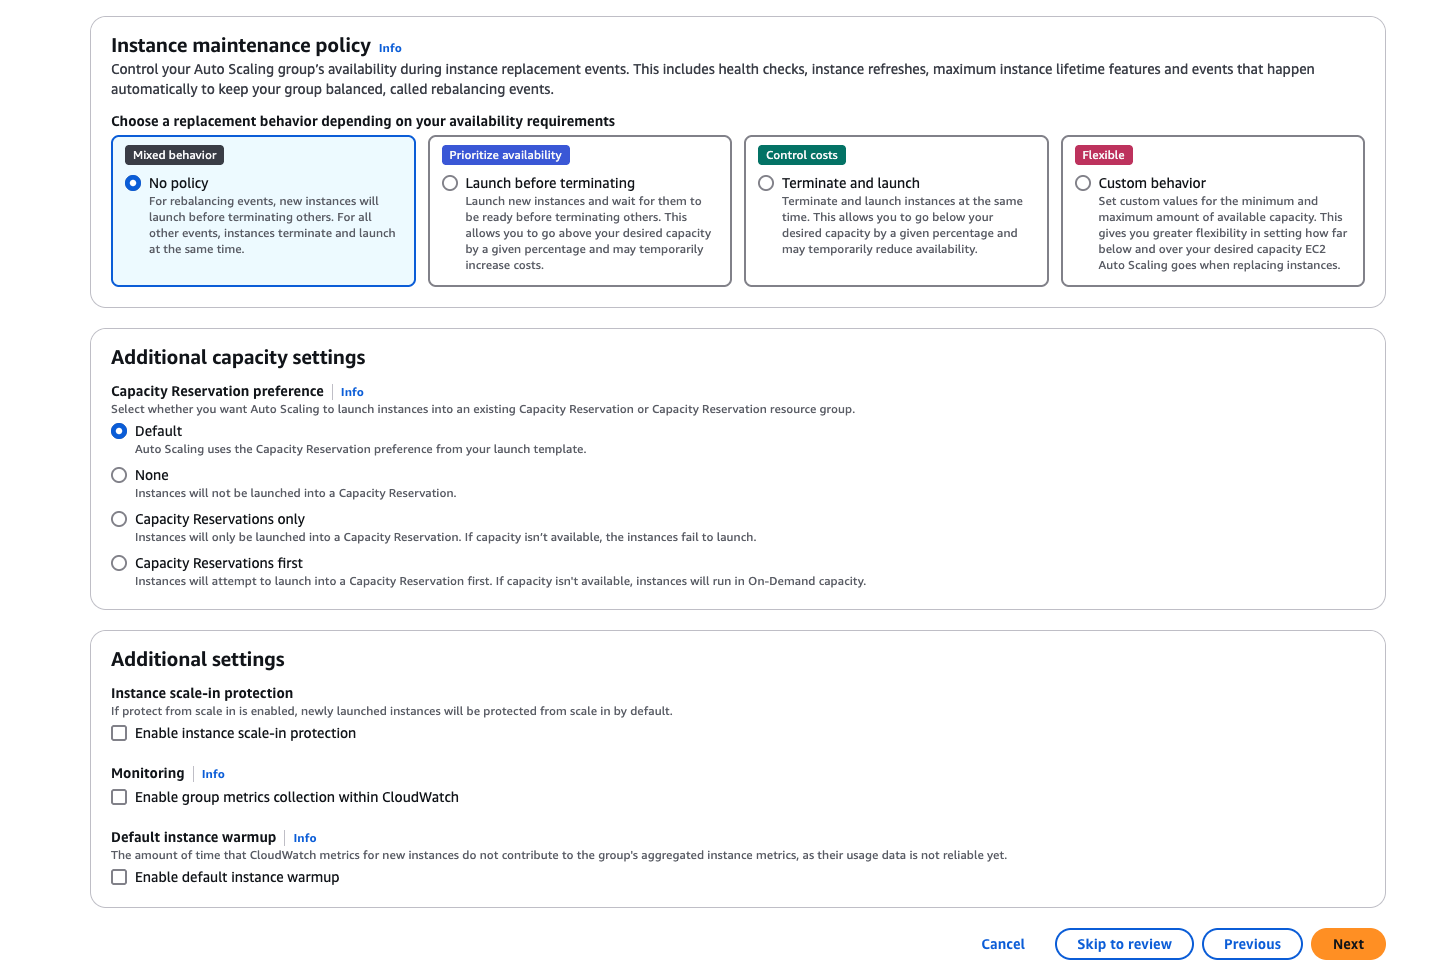 Instance maintenance policy Info
Control your Auto Scaling group's availability during instance replacement events. This includes health checks, instance refreshes, maximum instance lifetime features and events that happen
automatically to keep your group balanced, called rebalancing events.
Choose a replacement behavior depending on your availability requirements
Mixed behavior
No policy
For rebalancing events, new instances will
launch before terminating others. For all
other events, instances terminate and launch
at the same time.
Prioritize availability
Launch before terminating
Launch new instances and wait for them to
be ready before terminating others. This
allows you to go above your desired capacity
by a given percentage and may temporarily
increase costs.
Control costs
Terminate and launch
Terminate and launch instances at the same
time. This allows you to go below your
desired capacity by a given percentage and
may temporarily reduce availability.
Flexible
Custom behavior
Set custom values for the minimum and
maximum amount of available capacity. This
gives you greater flexibility in setting how far
below and over your desired capacity EC2
Auto Scaling goes when replacing instances.
Additional capacity settings
Capacity Reservation preference Info
Select whether you want Auto Scaling to launch instances into an existing Capacity Reservation or Capacity Reservation resource group.
Default
Auto Scaling uses the Capacity Reservation preference from your launch template.
None
Instances will not be launched into a Capacity Reservation.
Capacity Reservations only
Instances will only be launched into a Capacity Reservation. If capacity isn't available, the instances fail to launch.
Capacity Reservations first
Instances will attempt to launch into a Capacity Reservation first. If capacity isn't available, instances will run in On-Demand capacity.
Additional settings
Instance scale-in protection
If protect from scale in is enabled, newly launched instances will be protected from scale in by default.
Enable instance scale-in protection
Monitoring Info
Enable group metrics collection within CloudWatch
Default instance warmup Info
The amount of time that CloudWatch metrics for new instances do not contribute to the group's aggregated instance metrics, as their usage data is not reliable yet.
Enable default instance warmup
Cancel Skip to review Previous Next